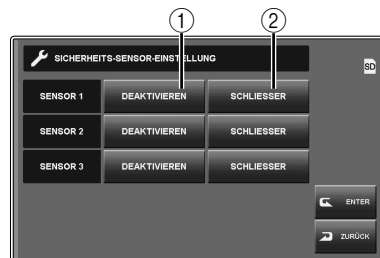 ① ②
SICHERHEITS-SENSOR-EINSTELLUNG
SD
SENSOR 1 DEAKTIVIEREN SCHLIESSER
SENSOR 2 DEAKTIVIEREN SCHLIESSER
SENSOR 3 DEAKTIVIEREN SCHLIESSER
ENTER
ZURÜCK